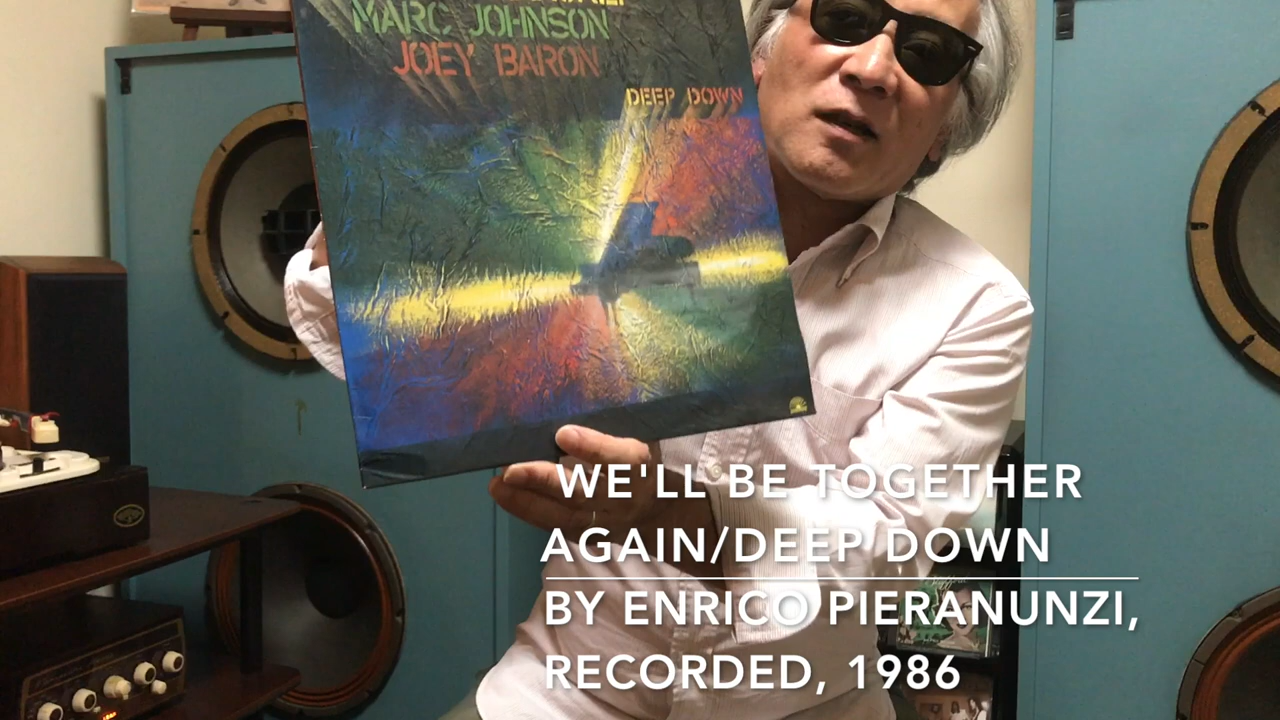 MARC JOHNSON
JOEY BARON
DEEP DOWN
WE'LL BE TOGETHER
AGAIN/DEEP DOWN
BY ENRICO PIERANUNZI,
RECORDED, 1986